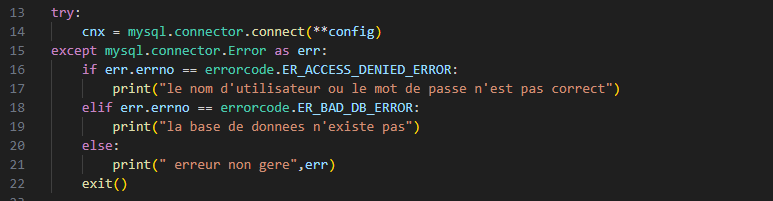 13 try:
14     cnx = mysql.connector.connect(**config)
15 except mysql.connector.Error as err:
16     if err.errno == errorcode.ER_ACCESS_DENIED_ERROR:
17         print("le nom d'utilisateur ou le mot de passe n'est pas correct")
18     elif err.errno == errorcode.ER_BAD_DB_ERROR:
19         print("la base de donnees n'existe pas")
20     else:
21         print(" erreur non gere",err)
22     exit()